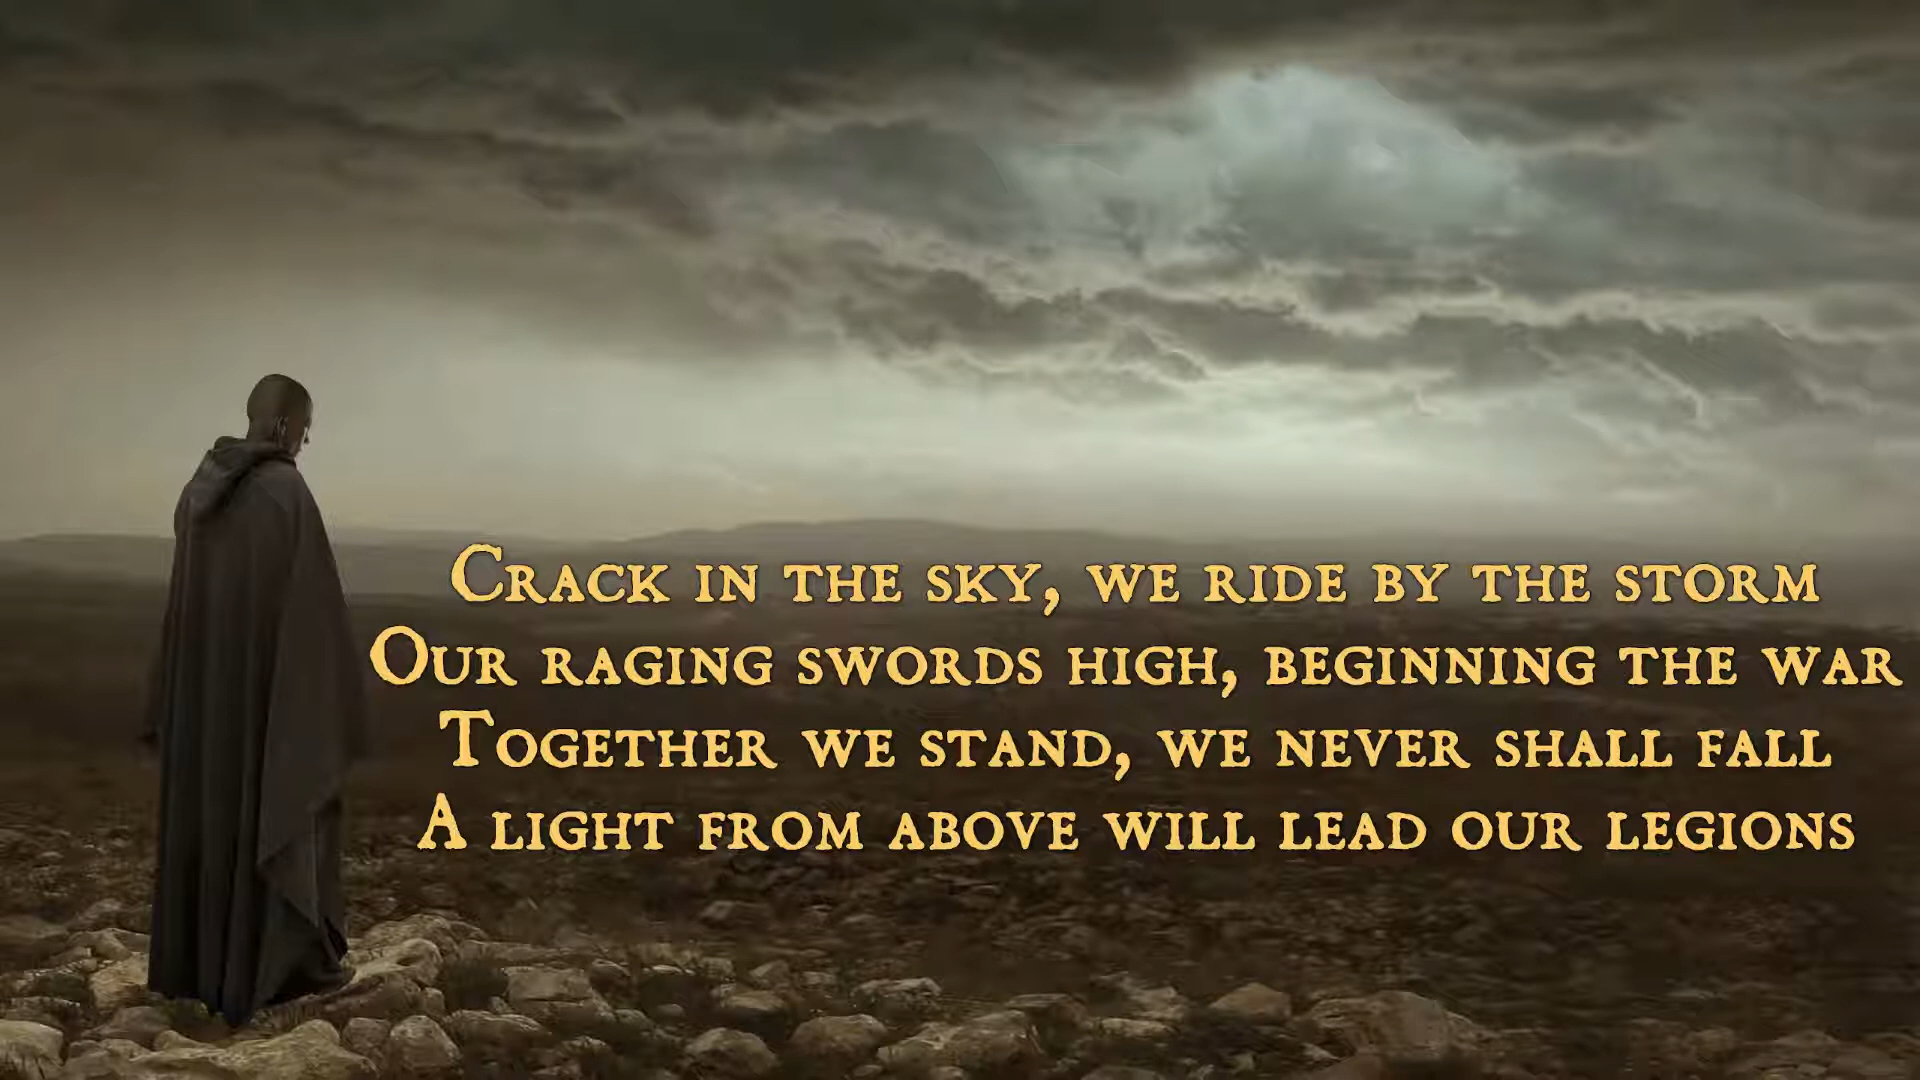 Crack in the sky, we ride by the storm
Our raging swords high, beginning the war
Together we stand, we never shall fall
A light from above will lead our legions